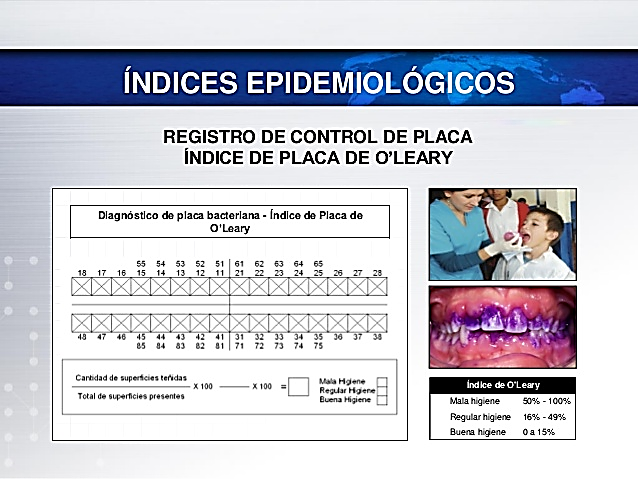 ÍNDICES EPIDEMIOLÓGICOS
REGISTRO DE CONTROL DE PLACA
ÍNDICE DE PLACA DE O’LEARY
Diagnóstico de placa bacteriana - Índice de Placa de
O’Leary
55 54 53 52 51 61 62 63 64 65
18 17 16 15 14 13 12 11 21 22 23 24 25 26 27 28
48 47 46 45 44 43 42 41 31 32 33 34 35 36 37 38
85 84 83 82 81 71 72 73 74 75
Cantidad de superficies teñidas
Total de superficies presentes
X 100
X 100 =
Mala Higiene
Regular Higiene
Buena Higiene
Índice de O'Leary
Mala higiene 50% - 100%
Regular higiene 16% - 49%
Buena higiene 0 a 15%